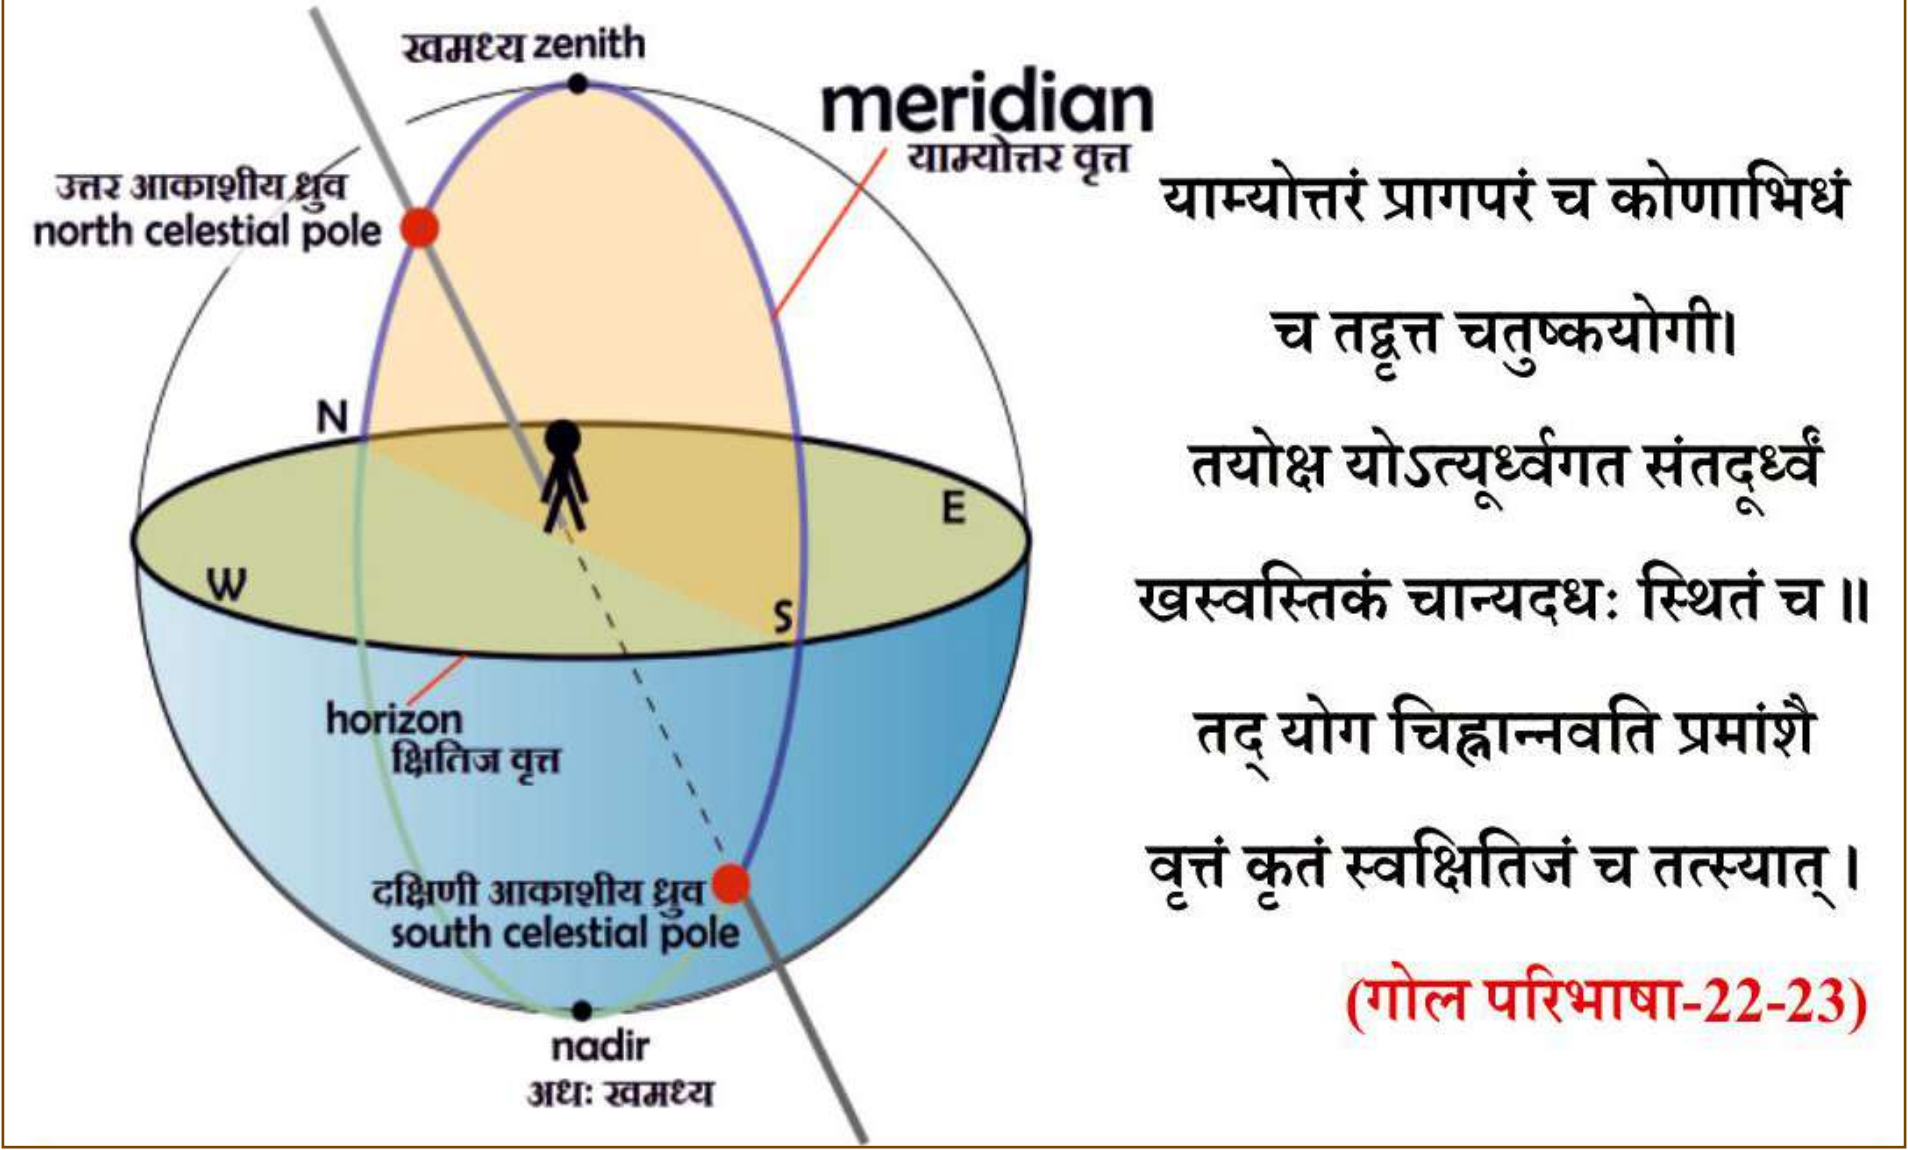 खमध्य zenith
meridian
याम्योत्तर वृत्त
उत्तर आकाशीय ध्रुव
north celestial pole
N
E
W
S
horizon
क्षितिज वृत्त
दक्षिणी आकाशीय ध्रुव
south celestial pole
nadir
अधः खमध्य
याम्योत्तरं प्रागपरं च कोणाभिधं
च तद्वृत्त चतुष्कयोगी।
तयोक्ष योऽत्यूर्ध्वगत संतदूर्ध्वं
खस्वस्तिकं चान्यदधः स्थितं च ॥
तद् योग चिह्नान्नवति प्रमांशै
वृत्तं कृतं स्वक्षितिजं च तत्स्यात् ।
(गोल परिभाषा-22-23)